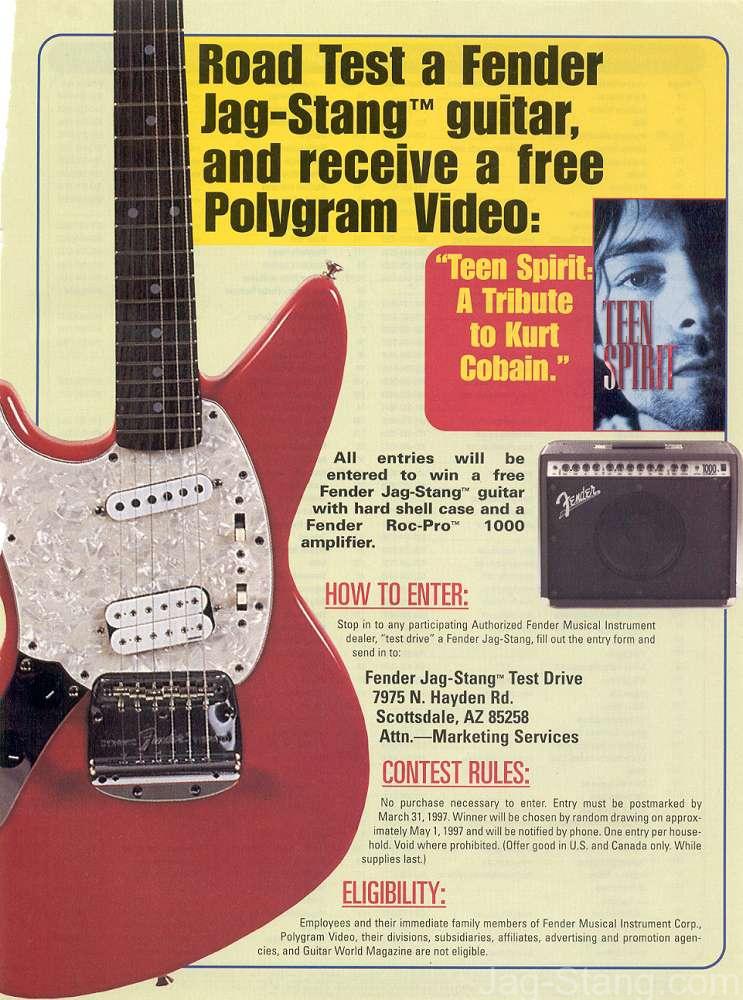 Road Test a Fender
Jag-Stang™ guitar,
and receive a free
Polygram Video:
“Teen Spirit:
A Tribute
to Kurt
Cobain.”
TEEN
SPIRIT
All entries will be
entered to win a free
Fender Jag-Stang™ guitar
with hard shell case and a
Fender Roc-Pro™ 1000
amplifier.
1000
Fender
HOW TO ENTER:
Stop in to any participating Authorized Fender Musical Instrument
dealer, “test drive” a Fender Jag-Stang, fill out the entry form and
send in to:
Fender Jag-Stang™ Test Drive
7975 N. Hayden Rd.
Scottsdale, AZ 85258
Attn.—Marketing Services
Fender
CONTEST RULES:
No purchase necessary to enter. Entry must be postmarked by
March 31, 1997. Winner will be chosen by random drawing on approx-
imately May 1, 1997 and will be notified by phone. One entry per house-
hold. Void where prohibited. (Offer good in U.S. and Canada only. While
supplies last.)
ELIGIBILITY:
Employees and their immediate family members of Fender Musical Instrument Corp.,
Polygram Video, their divisions, subsidiaries, affiliates, advertising and promotion agen-
cies, and Guitar World Magazine are not eligible.
Jag-Stang.com